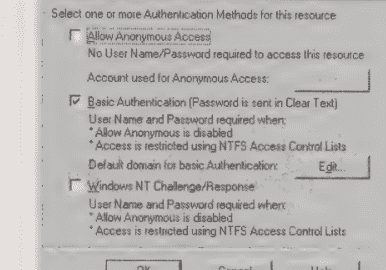 Select one or more Authentication Methods for this resource
Allow Anonymous Access
No User Name/Password required to access this resource
Account used for Anonymous Access:
Basic Authentication (Password is sent in Clear Text)
User Name and Password required when:
* Allow Anonymous is disabled
* Access is restricted using NTFS Access Control Lists
Default domain for basic Authentication:
Edit...
Windows NT Challenge/Response
User Name and Password required when:
* Allow Anonymous is disabled
* Access is restricted using NTFS Access Control Lists
OK Cancel Help